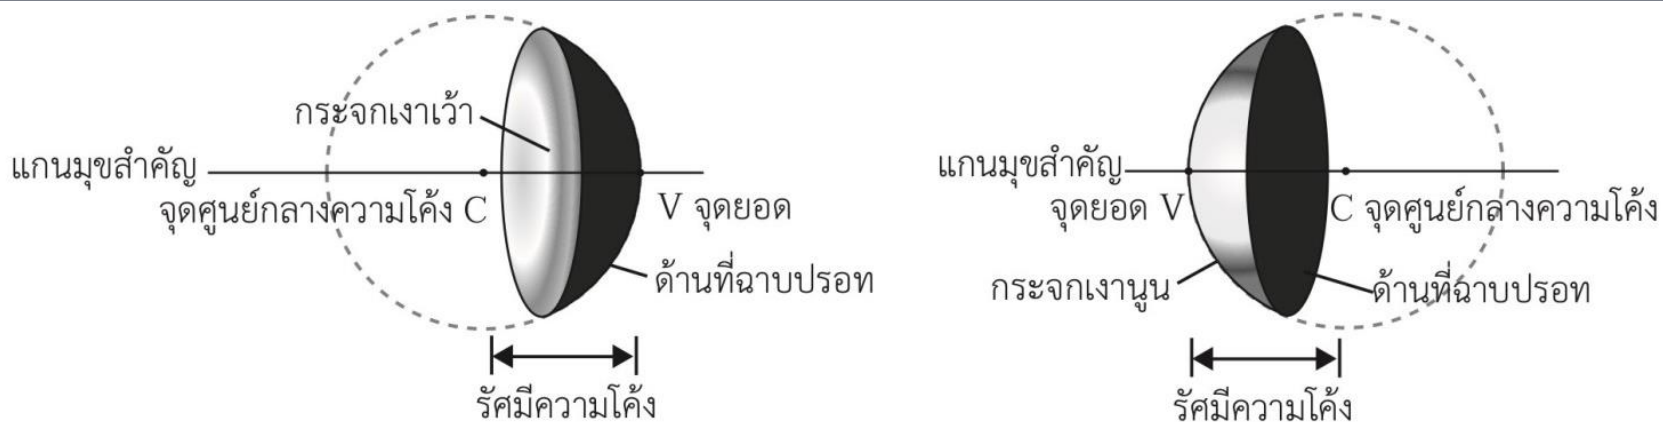 กระจกเงาเว้า
แกนมุขสำคัญ
จุดศูนย์กลางความโค้ง C
V จุดยอด
ด้านที่ฉาบปรอท
รัศมีความโค้ง
แกนมุขสำคัญ
จุดยอด V
C จุดศูนย์กลางความโค้ง
กระจกเงานูน
ด้านที่ฉาบปรอท
รัศมีความโค้ง